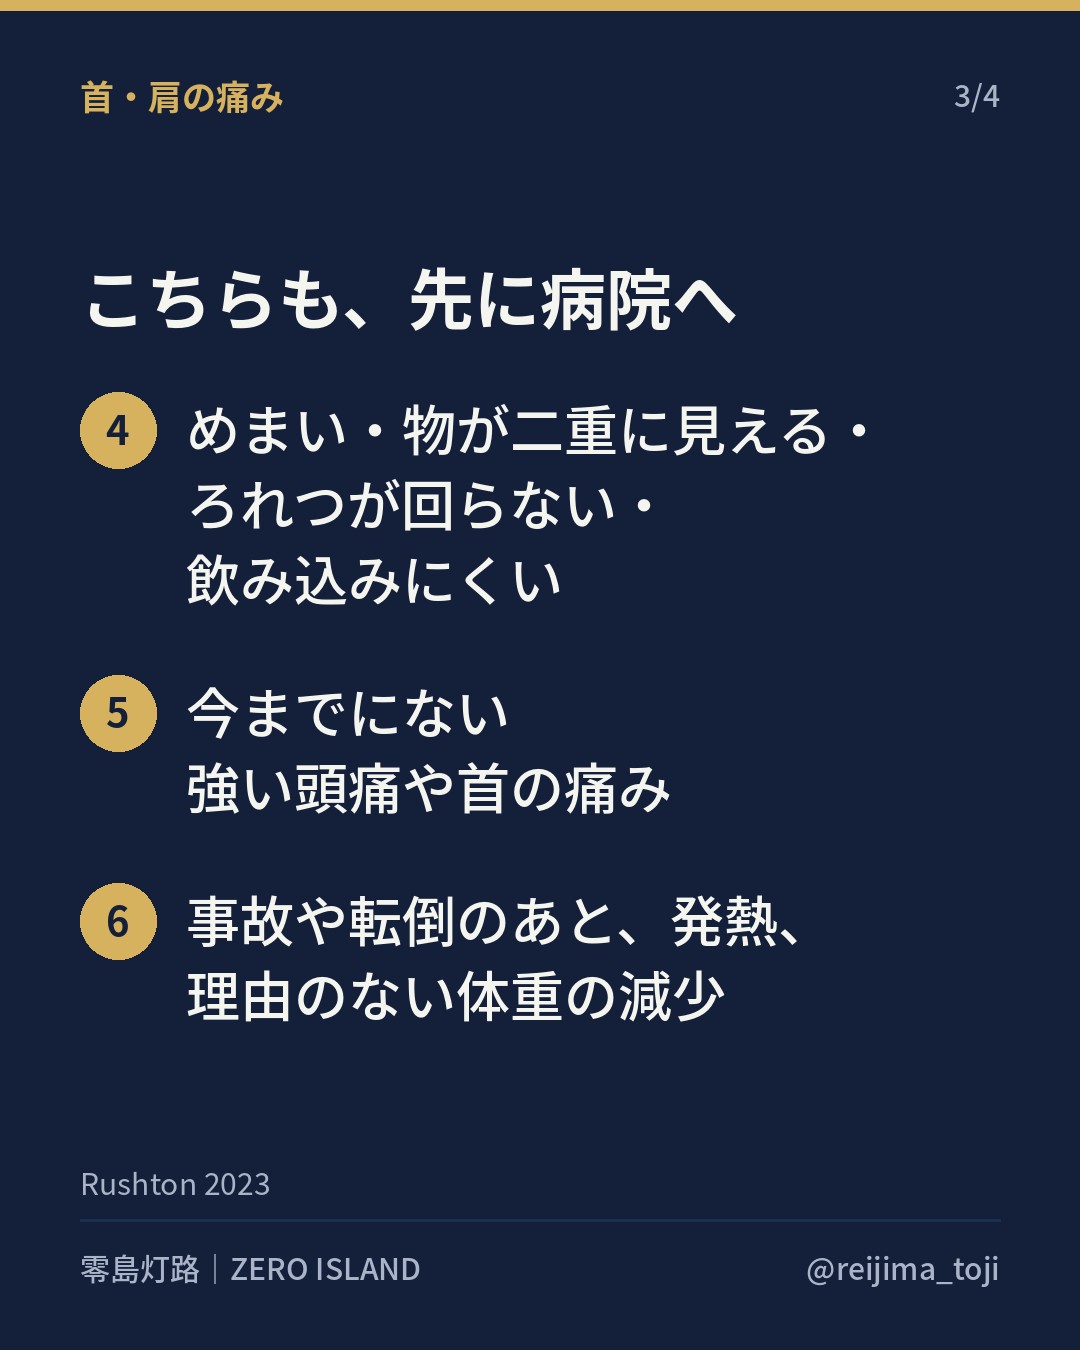 首・肩の痛み
3/4
こちらも、先に病院へ
4 めまい・物が二重に見える・
ろれつが回らない・
飲み込みにくい
5 今までにない
強い頭痛や首の痛み
6 事故や転倒のあと、発熱、
理由のない体重の減少
Rushton 2023
零島灯路｜ZERO ISLAND
@reijima_toji